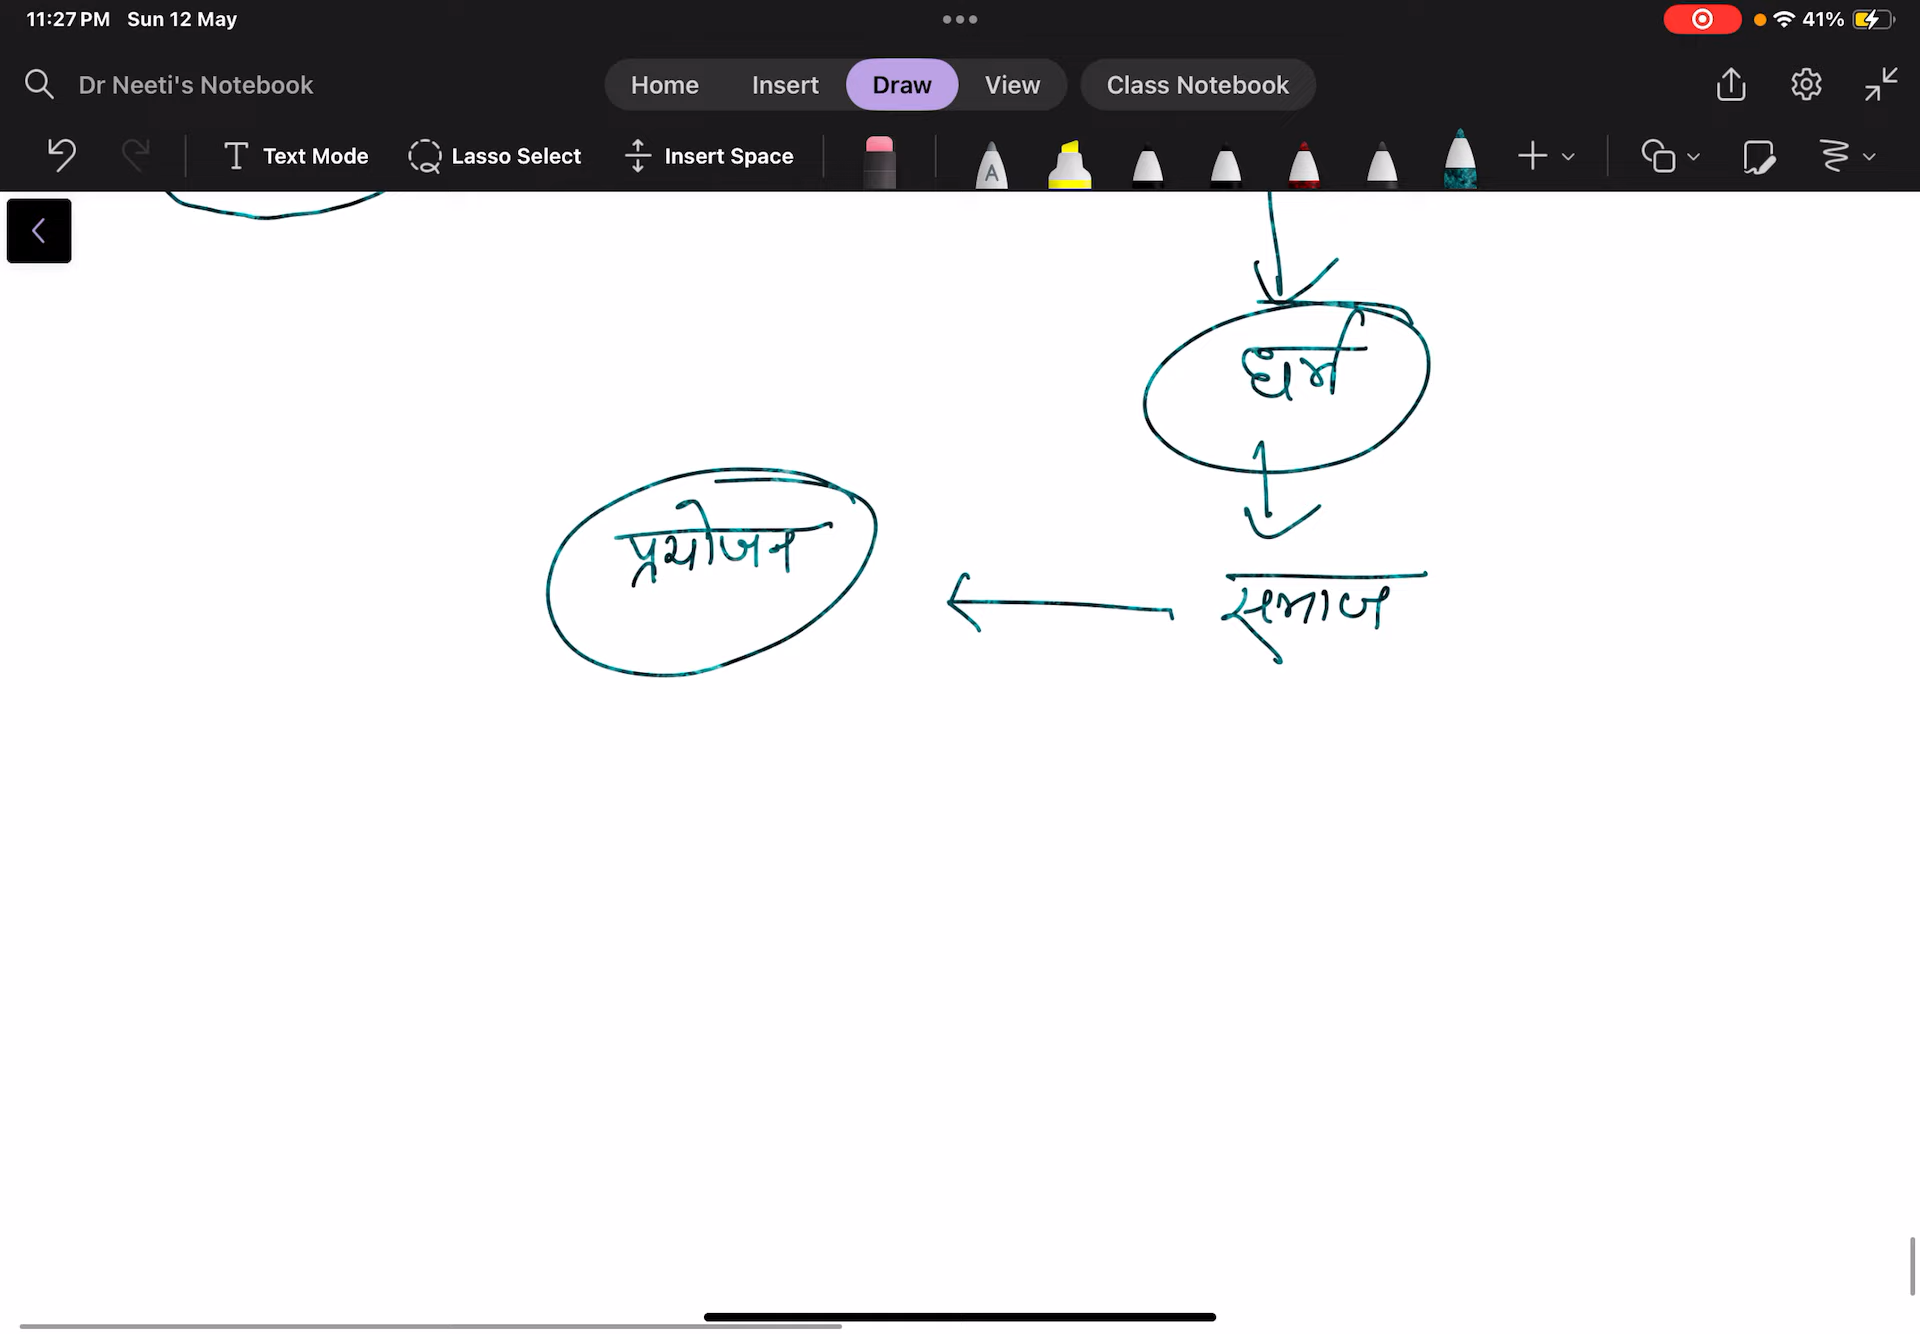 11:27 PM Sun 12 May
41%
Dr Neeti's Notebook
Home Insert Draw View Class Notebook
Text Mode Lasso Select Insert Space
A
धर्म
प्रयोजन
समाज